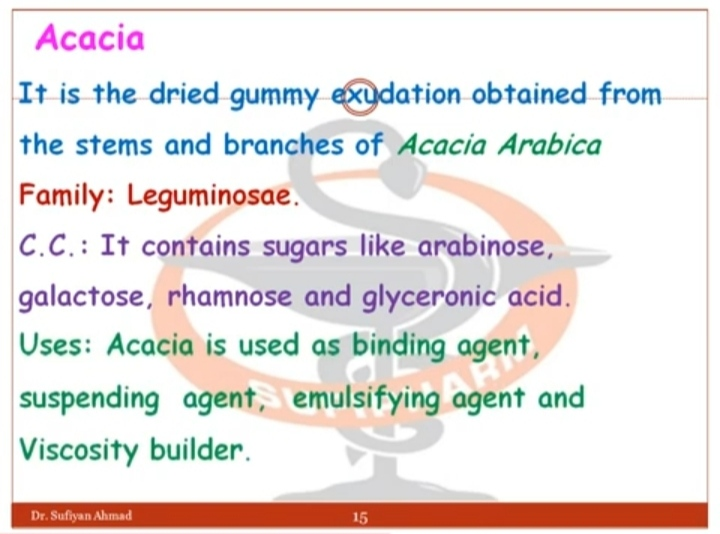 Acacia
It is the dried gummy exudation obtained from
the stems and branches of Acacia Arabica
Family: Leguminosae.
C.C.: It contains sugars like arabinose,
galactose, rhamnose and glyceronic acid.
Uses: Acacia is used as binding agent,
suspending agent, emulsifying agent and
Viscosity builder.
SUFIPHARM
Dr. Sufiyan Ahmad 15